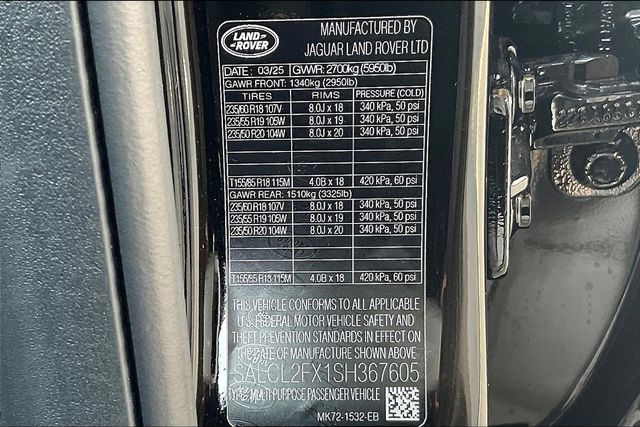 LAND-
ROVER
MANUFACTURED BY
JAGUAR LAND ROVER LTD
DATE: 03/25 GVWR: 2700kg (5950lb)
GAWR FRONT: 1340kg (2950lb)
TIRES RIMS PRESSURE (COLD)
235/60 R18 107V 8.0J x 18 340 kPa, 50 psi
235/55 R19 105W 8.0J x 19 340 kPa, 50 psi
235/50 R20 104W 8.0J x 20 340 kPa, 50 psi
T155/85 R18 115M 4.0B x 18 420 kPa, 60 psi
GAWR REAR: 1510kg (3325lb)
235/60 R18 107V 8.0J x 18 340 kPa, 50 psi
235/55 R19 105W 8.0J x 19 340 kPa, 50 psi
235/50 R20 104W 8.0J x 20 340 kPa, 50 psi
T155/85 R18 115M 4.0B x 18 420 kPa, 60 psi
THIS VEHICLE CONFORMS TO ALL APPLICABLE
U.S. FEDERAL MOTOR VEHICLE SAFETY AND
THEFT PREVENTION STANDARDS IN EFFECT
ON THE DATE OF MANUFACTURE SHOWN ABOVE
SALCL2FX1SH367605
TYPE: MULTI-PURPOSE PASSENGER VEHICLE
MK72-1532-EB